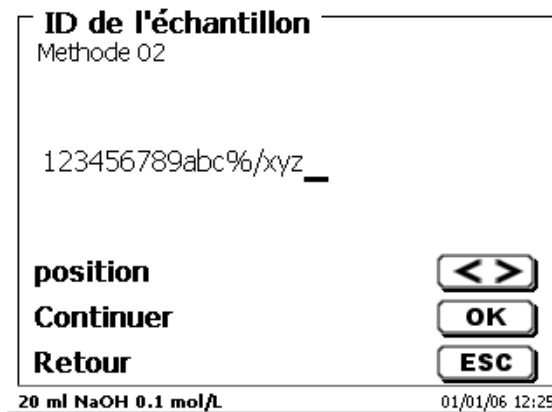 ID de l'échantillon
Methode 02
123456789abc%/xyz_
position < >
Continuer OK
Retour ESC
20 ml NaOH 0.1 mol/L 01/01/06 12:25